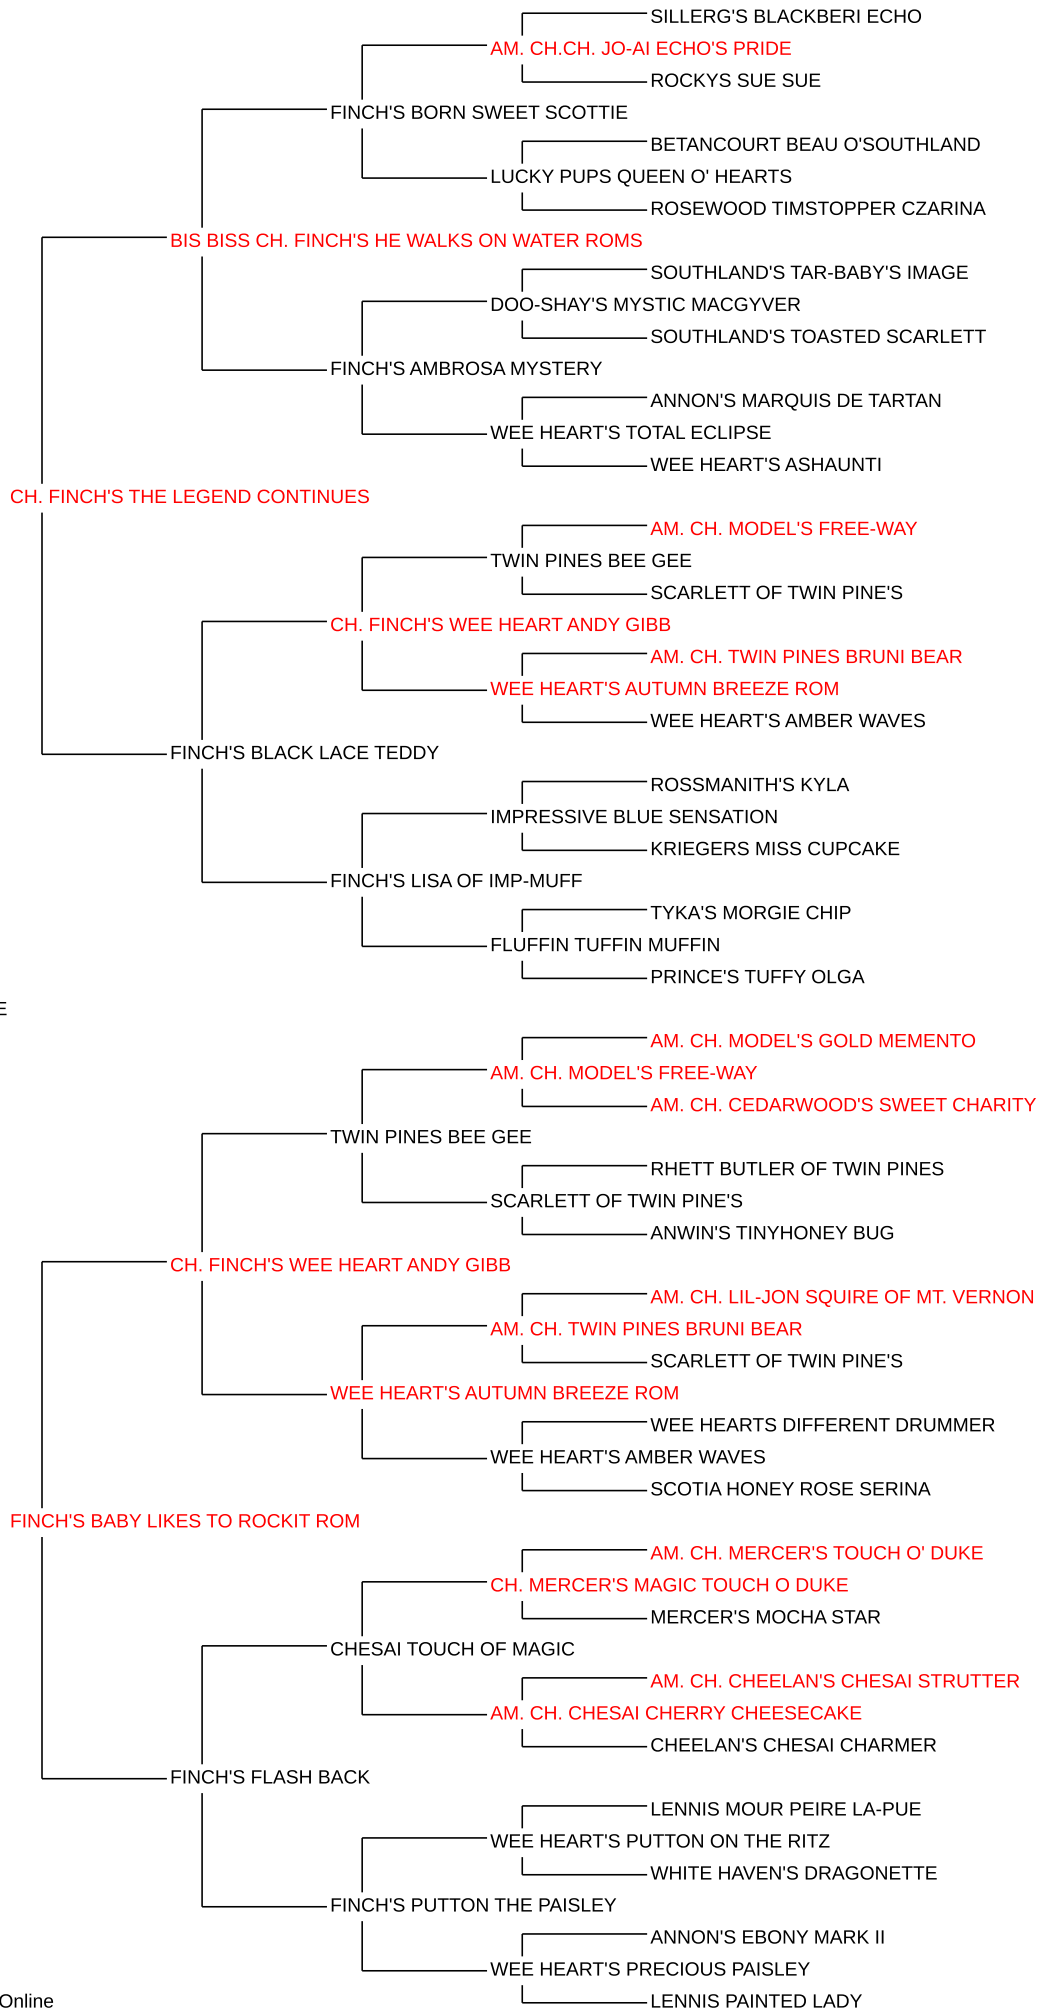 SILLERG'S BLACKBERI ECHO
AM. CH.CH. JO-AI ECHO'S PRIDE
ROCKYS SUE SUE
FINCH'S BORN SWEET SCOTTIE
BETANCOURT BEAU O'SOUTHLAND
LUCKY PUPS QUEEN O' HEARTS
ROSEWOOD TIMSTOPPER CZARINA
BIS BISS CH. FINCH'S HE WALKS ON WATER ROMS
SOUTHLAND'S TAR-BABY'S IMAGE
DOO-SHAY'S MYSTIC MACGYVER
SOUTHLAND'S TOASTED SCARLETT
FINCH'S AMBROSA MYSTERY
ANNON'S MARQUIS DE TARTAN
WEE HEART'S TOTAL ECLIPSE
WEE HEART'S ASHAUNTI
CH. FINCH'S THE LEGEND CONTINUES
AM. CH. MODEL'S FREE-WAY
TWIN PINES BEE GEE
SCARLETT OF TWIN PINE'S
CH. FINCH'S WEE HEART ANDY GIBB
AM. CH. TWIN PINES BRUNI BEAR
WEE HEART'S AUTUMN BREEZE ROM
WEE HEART'S AMBER WAVES
FINCH'S BLACK LACE TEDDY
ROSSMANITH'S KYLA
IMPRESSIVE BLUE SENSATION
KRIEGERS MISS CUPCAKE
FINCH'S LISA OF IMP-MUFF
TYKA'S MORGIE CHIP
FLUFFIN TUFFIN MUFFIN
PRINCE'S TUFFY OLGA
E
AM. CH. MODEL'S GOLD MEMENTO
AM. CH. MODEL'S FREE-WAY
AM. CH. CEDARWOOD'S SWEET CHARITY
TWIN PINES BEE GEE
RHETT BUTLER OF TWIN PINES
SCARLETT OF TWIN PINE'S
ANWIN'S TINYHONEY BUG
CH. FINCH'S WEE HEART ANDY GIBB
AM. CH. LIL-JON SQUIRE OF MT. VERNON
AM. CH. TWIN PINES BRUNI BEAR
SCARLETT OF TWIN PINE'S
WEE HEART'S AUTUMN BREEZE ROM
WEE HEARTS DIFFERENT DRUMMER
WEE HEART'S AMBER WAVES
SCOTIA HONEY ROSE SERINA
FINCH'S BABY LIKES TO ROCKIT ROM
AM. CH. MERCER'S TOUCH O' DUKE
CH. MERCER'S MAGIC TOUCH O DUKE
MERCER'S MOCHA STAR
CHESAI TOUCH OF MAGIC
AM. CH. CHEELAN'S CHESAI STRUTTER
AM. CH. CHESAI CHERRY CHEESECAKE
CHEELAN'S CHESAI CHARMER
FINCH'S FLASH BACK
LENNIS MOUR PEIRE LA-PUE
WEE HEART'S PUTTON ON THE RITZ
WHITE HAVEN'S DRAGONETTE
FINCH'S PUTTON THE PAISLEY
ANNON'S EBONY MARK II
WEE HEART'S PRECIOUS PAISLEY
LENNIS PAINTED LADY
Online